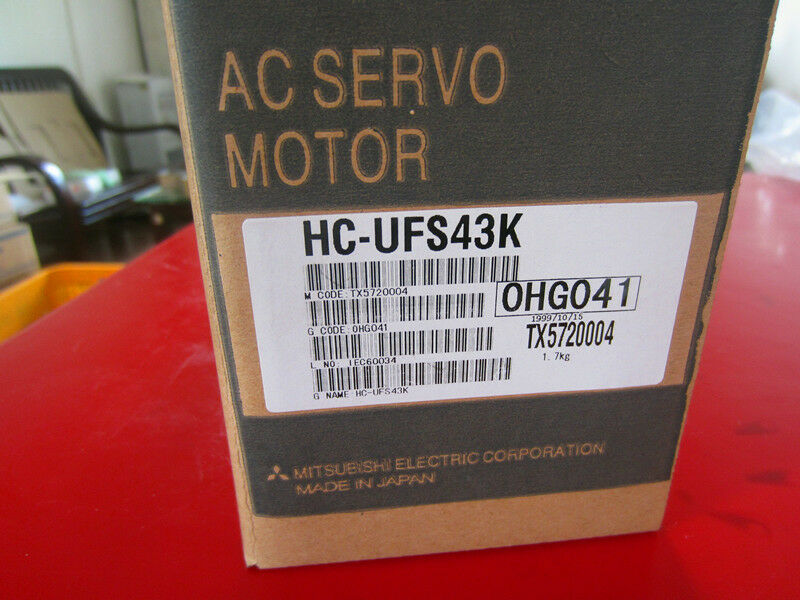 AC SERVO
MOTOR
HC-UFS43K
M CODE:TX5720004
0HG041
1999/10/15
G CODE:0HG041
TX5720004
L NO: IEC60034
1.7kg
G NAME:HC-UFS43K
MITSUBISHI ELECTRIC CORPORATION
MADE IN JAPAN